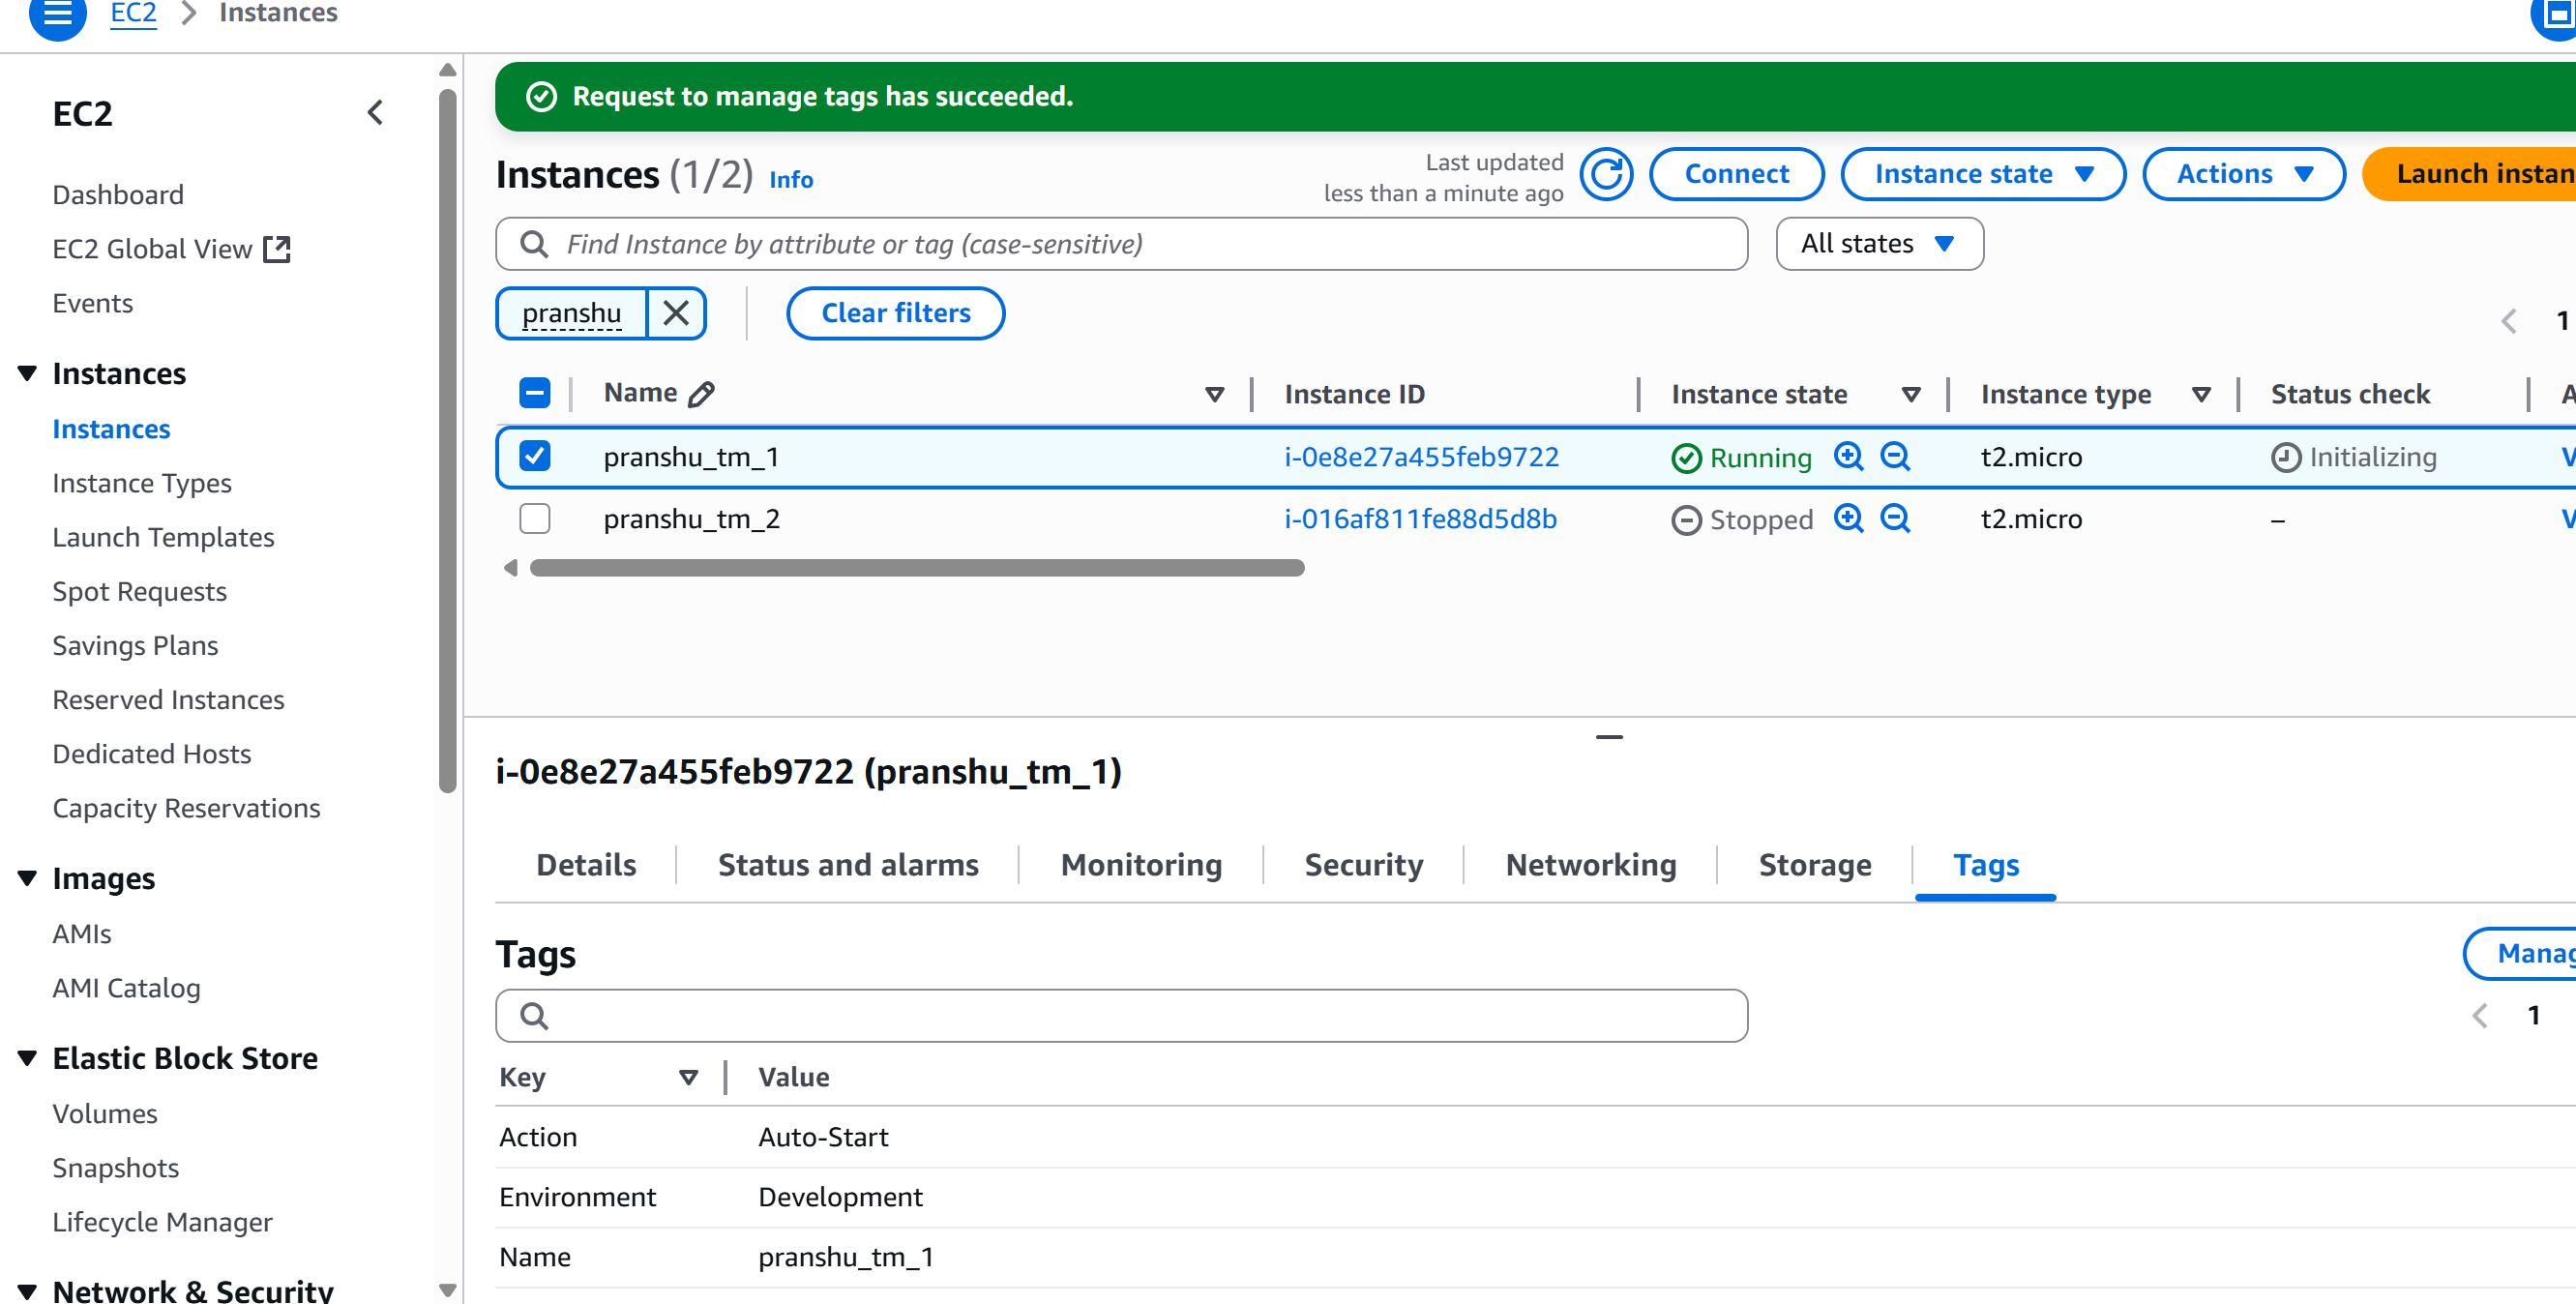 EC2 > Instances
EC2
Dashboard
EC2 Global View
Events
Instances
Instances
Instance Types
Launch Templates
Spot Requests
Savings Plans
Reserved Instances
Dedicated Hosts
Capacity Reservations
Images
AMIs
AMI Catalog
Elastic Block Store
Volumes
Snapshots
Lifecycle Manager
Network & Security
Request to manage tags has succeeded.
Instances (1/2) Info
Last updated
less than a minute ago
Connect
Instance state
Actions
Launch instan
Find Instance by attribute or tag (case-sensitive)
All states
pranshu
Clear filters
1
Name Instance ID Instance state Instance type Status check A
pranshu_tm_1 i-0e8e27a455feb9722 Running t2.micro Initializing V
pranshu_tm_2 i-016af811fe88d5d8b Stopped t2.micro – V
i-0e8e27a455feb9722 (pranshu_tm_1)
Details Status and alarms Monitoring Security Networking Storage Tags
Tags
Manag
1
Key Value
Action Auto-Start
Environment Development
Name pranshu_tm_1